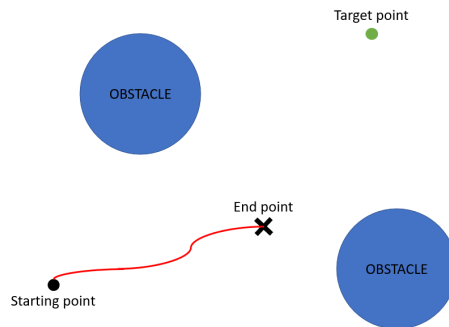 Target point
OBSTACLE
End point
OBSTACLE
Starting point